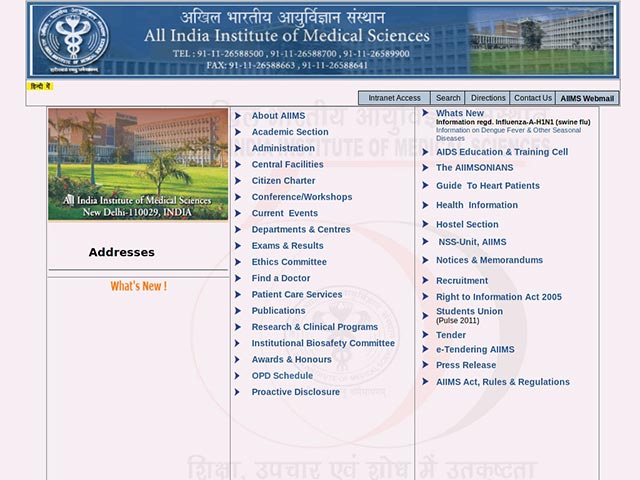 अखिल भारतीय आयुर्विज्ञान संस्थान
All India Institute of Medical Sciences
TEL : 91-11-26588500 , 91-11-26588700 , 91-11-26589900
FAX: 91-11-26588663 , 91-11-26588641
हिन्दी में
Intranet Access
Search
Directions
Contact Us
AIIMS Webmail
All India Institute of Medical Sciences
New Delhi-110029, INDIA
Addresses
What's New !
About AIIMS
Academic Section
Administration
Central Facilities
Citizen Charter
Conference/Workshops
Current Events
Departments & Centres
Exams & Results
Ethics Committee
Find a Doctor
Patient Care Services
Publications
Research & Clinical Programs
Institutional Biosafety Committee
Awards & Honours
OPD Schedule
Proactive Disclosure
Whats New
Information regd. Influenza-A-H1N1 (swine flu)
Information on Dengue Fever & Other Seasonal
Diseases
AIDS Education & Training Cell
The AIIMSONIANS
Guide To Heart Patients
Health Information
Hostel Section
NSS-Unit, AIIMS
Notices & Memorandums
Recruitment
Right to Information Act 2005
Students Union
(Pulse 2011)
Tender
e-Tendering AIIMS
Press Release
AIIMS Act, Rules & Regulations
शिक्षा, उपचार एवं शोध में उतकृष्टता